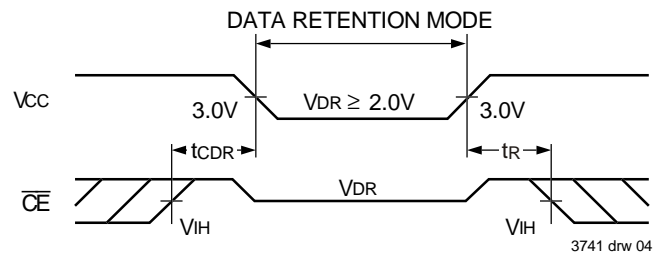 DATA RETENTION MODE
VCC
3.0V
VDR ≥ 2.0V
3.0V
tCDR
tR
CE
VDR
VIH
VIH
3741 drw 04